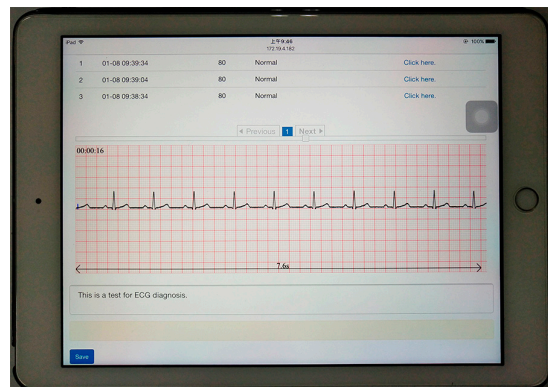 iPad 上午9:46 100%
172.19.4.182
1 01-08 09:39:34 80 Normal Click here.
2 01-08 09:39:04 80 Normal Click here.
3 01-08 09:38:34 80 Normal Click here.
Previous 1 Next
00:00:16
7.6s
This is a test for ECG diagnosis.
Save